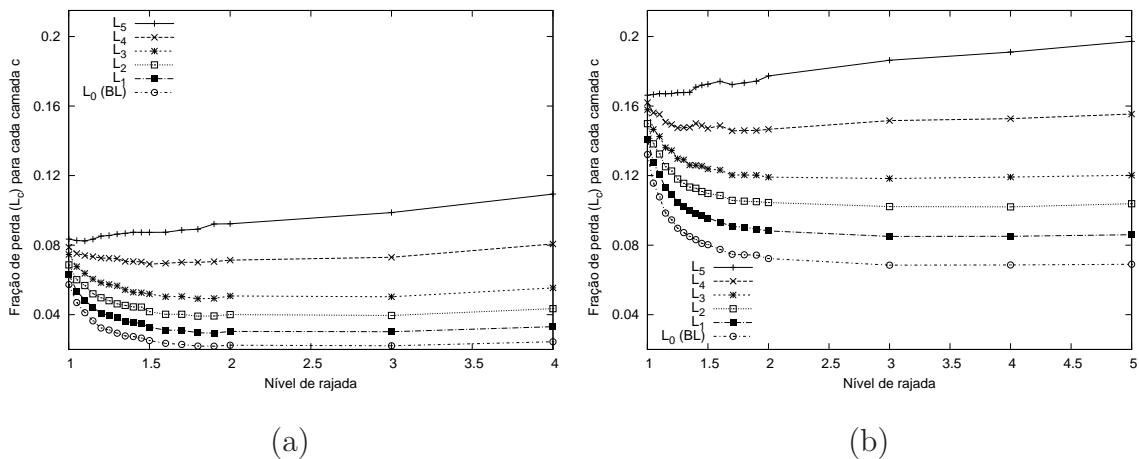 Fração de perda (Lc) para cada camada c
0.2
0.16
0.12
0.08
0.04
L5
L4
L3
L2
L1
L0 (BL)
1 1.5 2 2.5 3 3.5 4
Nível de rajada
(a)
Fração de perda (Lc) para cada camada c
0.2
0.16
0.12
0.08
0.04
L5
L4
L3
L2
L1
L0 (BL)
1 1.5 2 2.5 3 3.5 4 4.5 5
Nível de rajada
(b)